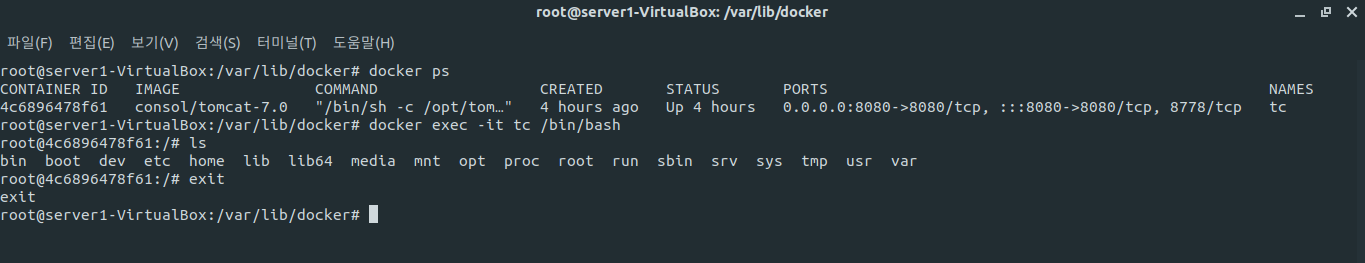 root@server1-VirtualBox: /var/lib/docker
파일(F) 편집(E) 보기(V) 검색(S) 터미널(T) 도움말(H)
root@server1-VirtualBox:/var/lib/docker# docker ps
CONTAINER ID   IMAGE               COMMAND                  CREATED       STATUS       PORTS                                                 NAMES
4c6896478f61   consol/tomcat-7.0   "/bin/sh -c /opt/tom…"   4 hours ago   Up 4 hours   0.0.0.0:8080->8080/tcp, :::8080->8080/tcp, 8778/tcp   tc
root@server1-VirtualBox:/var/lib/docker# docker exec -it tc /bin/bash
root@4c6896478f61:/# ls
bin  boot  dev  etc  home  lib  lib64  media  mnt  opt  proc  root  run  sbin  srv  sys  tmp  usr  var
root@4c6896478f61:/# exit
exit
root@server1-VirtualBox:/var/lib/docker#